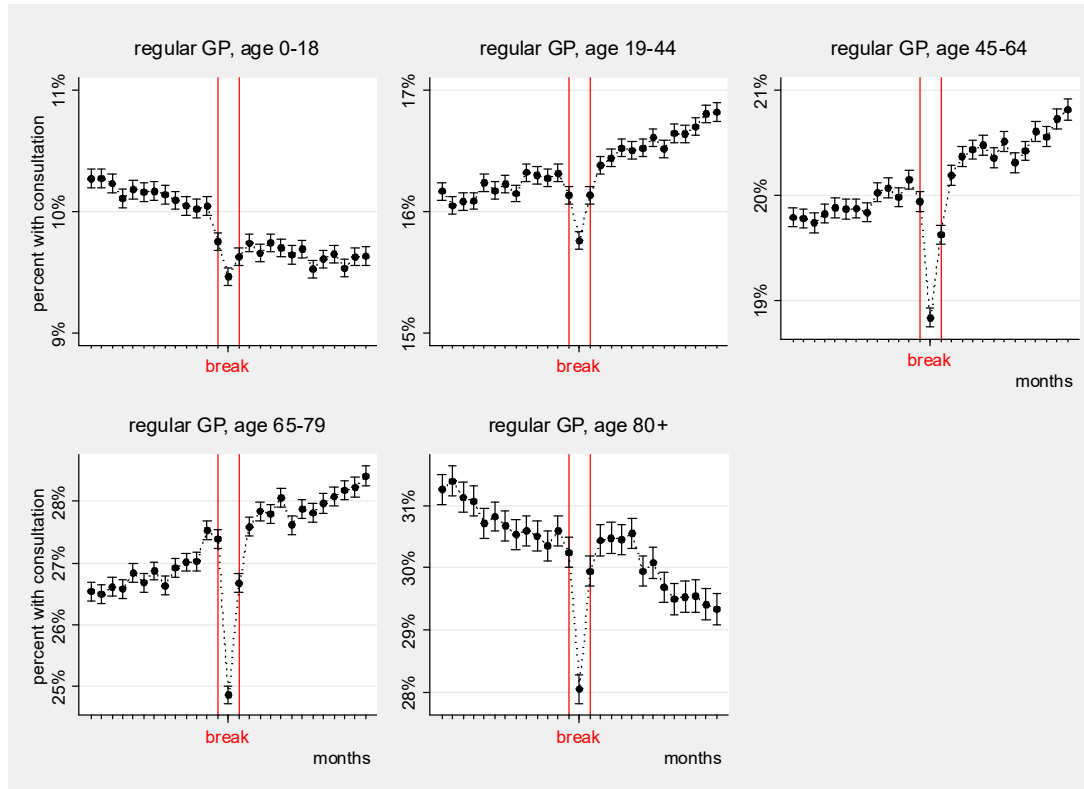 regular GP, age 0-18
percent with consultation
11%
10%
9%
break
regular GP, age 19-44
17%
16%
15%
break
regular GP, age 45-64
21%
20%
19%
break
months
regular GP, age 65-79
percent with consultation
28%
27%
26%
25%
break
months
regular GP, age 80+
31%
30%
29%
28%
break
months